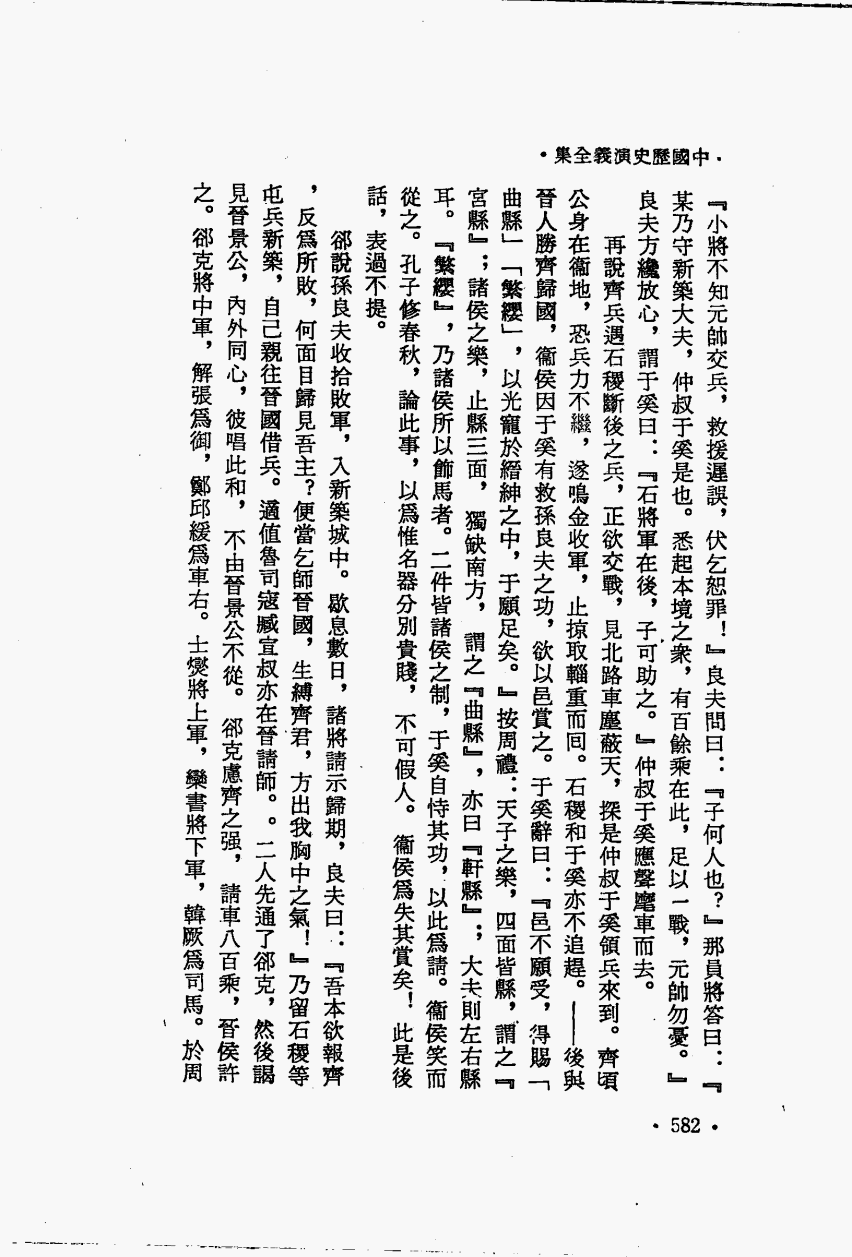 ·中國歷史演義全集·
『小將不知元帥交兵，救援遲誤，伏乞恕罪！』良夫問曰：『子何人也？』那員將答曰：『
某乃守新築大夫，仲叔于奚是也。悉起本境之衆，有百餘乘在此，足以一戰，元帥勿憂。』
良夫方纔放心，謂于奚曰：『石將軍在後，子可助之。』仲叔于奚應聲麾車而去。
再說齊兵遇石稷斷後之兵，正欲交戰，見北路車塵蔽天，探是仲叔于奚領兵來到。齊頃
公身在衞地，恐兵力不繼，遂鳴金收軍，止掠取輜重而囘。石稷和于奚亦不追趕。——後與
晉人勝齊歸國，衞侯因于奚有救孫良夫之功，欲以邑賞之。于奚辭曰：『邑不願受，得賜「
曲縣」「繁纓」，以光寵於縉紳之中，于願足矣。』按周禮：天子之樂，四面皆縣，謂之『
宮縣』；諸侯之樂，止縣三面，獨缺南方，謂之『曲縣』，亦曰『軒縣』；大夫則左右縣
耳。『繁纓』，乃諸侯所以飾馬者。二件皆諸侯之制，于奚自恃其功，以此爲請。衞侯笑而
從之。孔子修春秋，論此事，以爲惟名器分別貴賤，不可假人。衞侯爲失其賞矣！此是後
話，表過不提。
郤說孫良夫收拾敗軍，入新築城中。歇息數日，諸將請示歸期，良夫曰：『吾本欲報齊
，反爲所敗，何面目歸見吾主？便當乞師晉國，生縛齊君，方出我胸中之氣！』乃留石稷等
屯兵新築，自己親往晉國借兵。適値魯司寇臧宣叔亦在晉請師。。二人先通了郤克，然後謁
見晉景公，內外同心，彼唱此和，不由晉景公不從。郤克慮齊之强，請車八百乘，晉侯許
之。郤克將中軍，解張爲御，鄭邱緩爲車右。士燮將上軍，欒書將下軍，韓厥爲司馬。於周
·582·